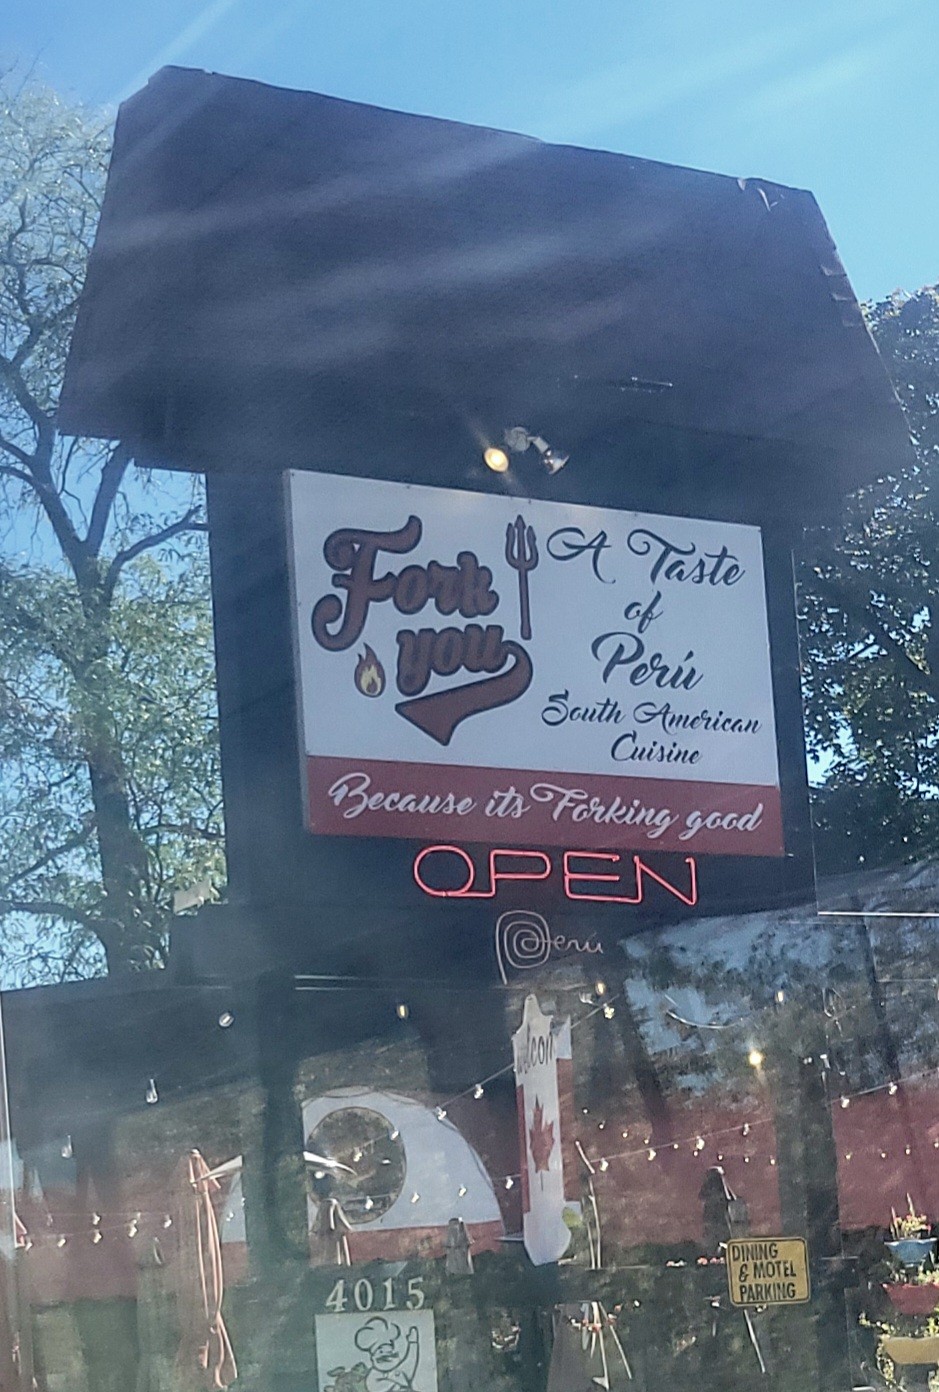 Fork
you
A Taste
of
Perú
South American
Cuisine
Because its Forking good
OPEN
Perú
4015
DINING
& MOTEL
PARKING